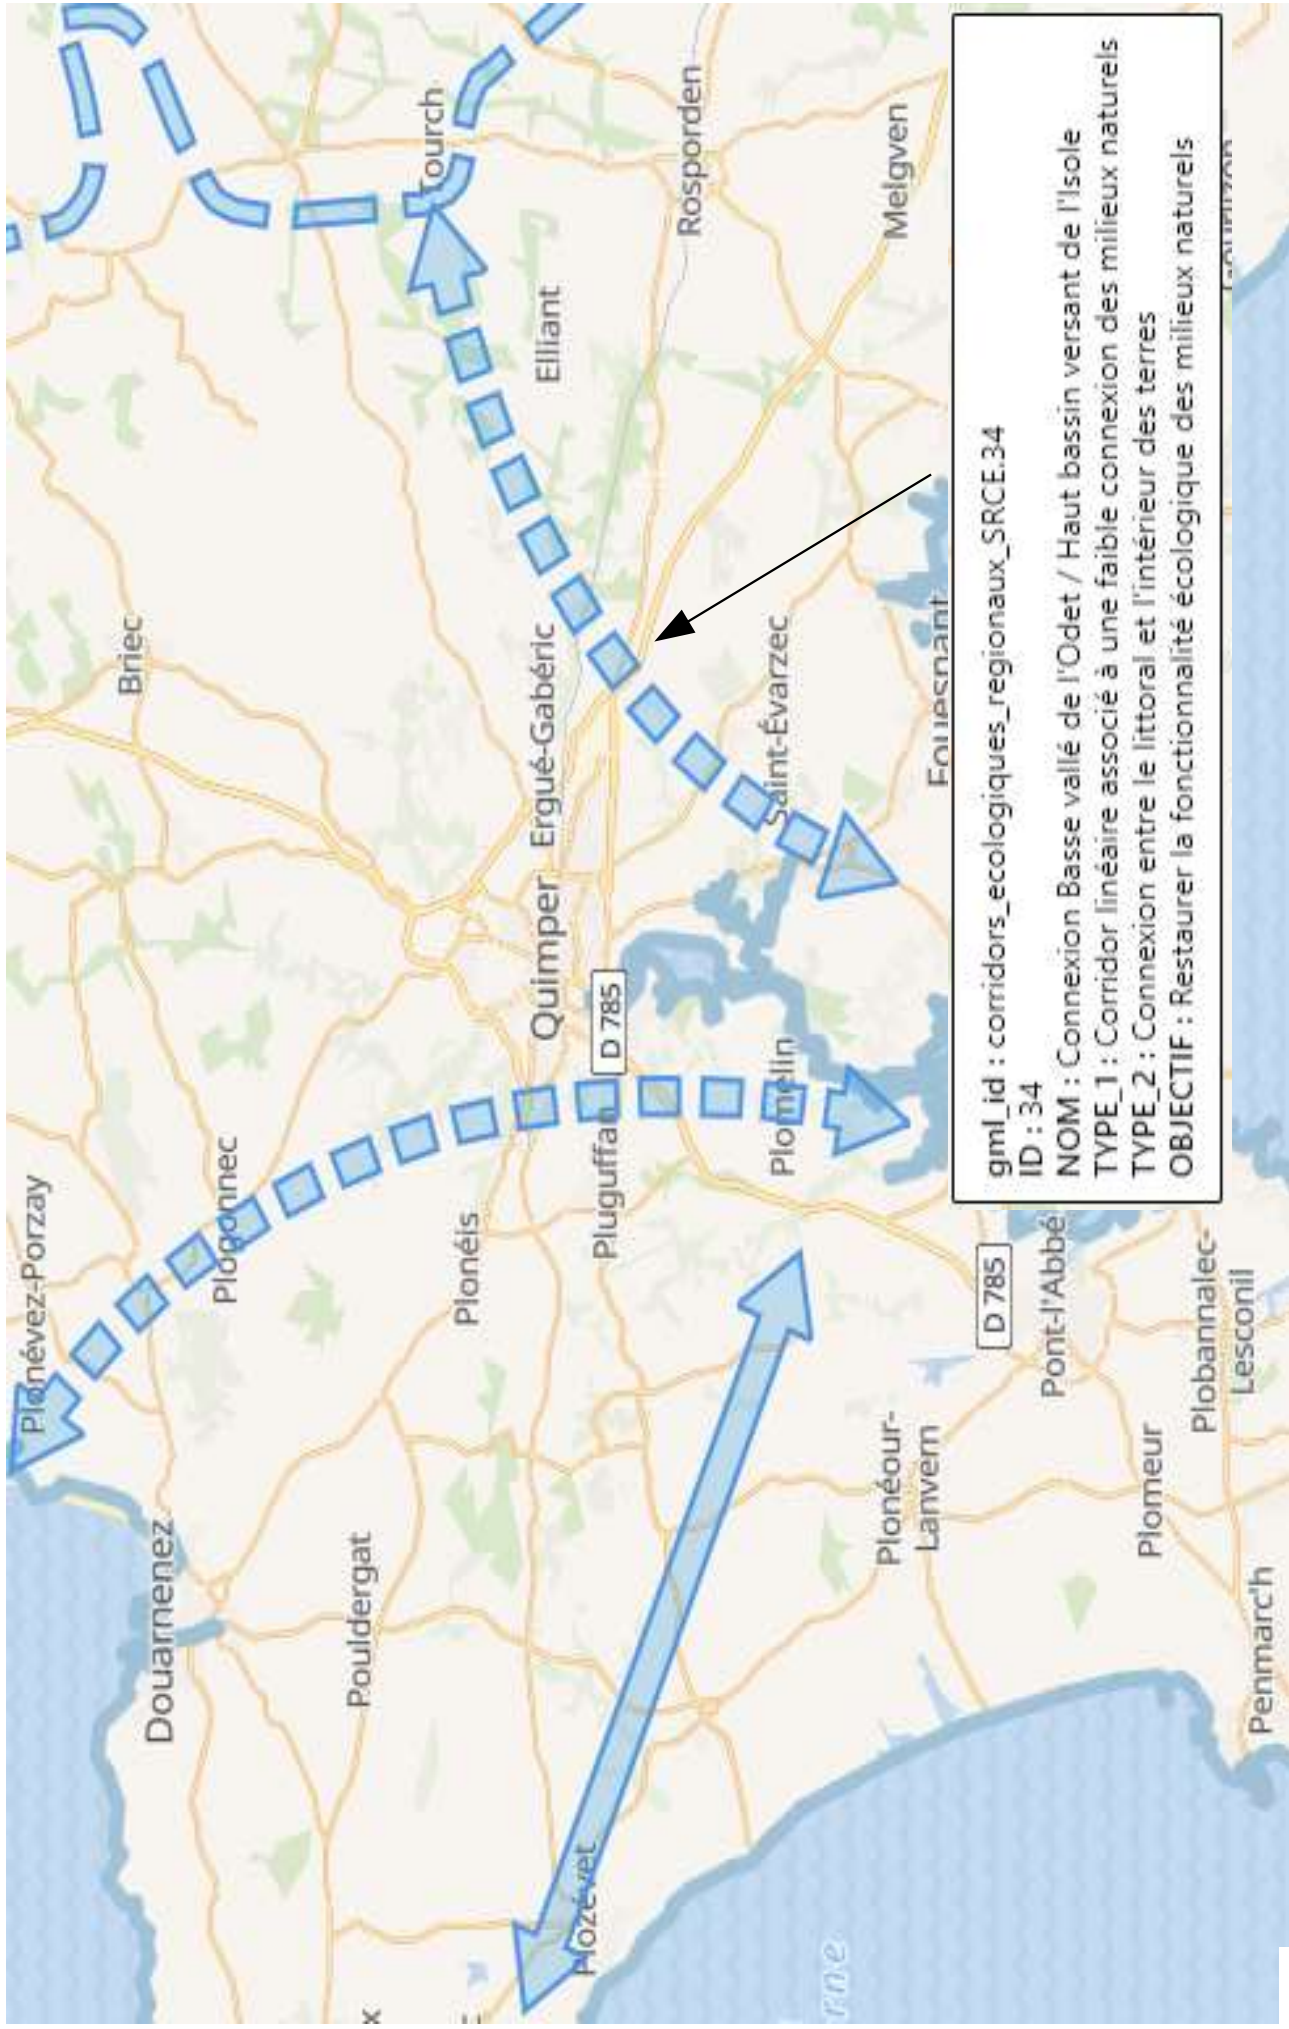 Plonévez-Porzay
Briec
Douarnenez
Plogonnec
Pouldergat
x
Tourch
Plonéis
Quimper
Ergué-Gabéric
Elliant
Plozévet
Pluguffan
D 785
Rosporden
Plomelin
Saint-Évarzec
rne
Plonéour-
Lanvern
Melgven
Fouesnant
D 785
gml_id : corridors_ecologiques_regionaux_SRCE.34
ID : 34
NOM : Connexion Basse vallé de l'Odet / Haut bassin versant de l'Isole
TYPE_1 : Corridor linéaire associé à une faible connexion des milieux naturels
TYPE_2 : Connexion entre le littoral et l'intérieur des terres
OBJECTIF : Restaurer la fonctionnalité écologique des milieux naturels
Pont-l'Abbé
Plomeur
Plobannalec-
Lesconil
Penmarc'h